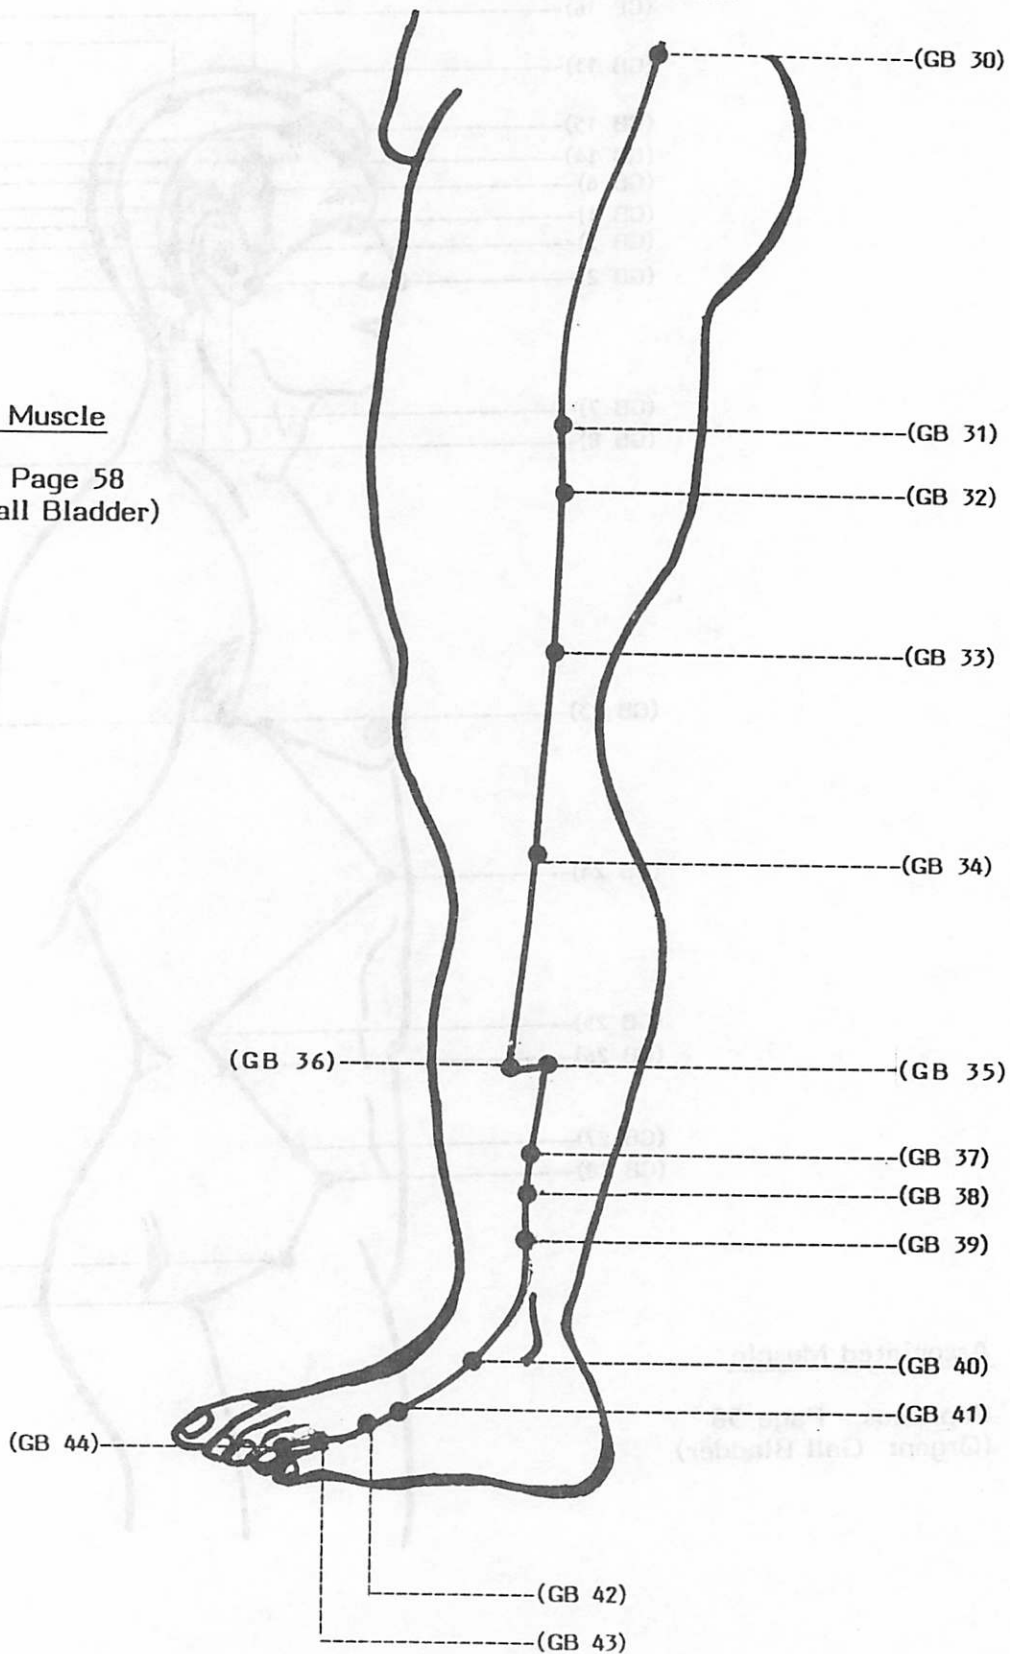 (GB 30)
(GB 31)
Muscle
Page 58
all Bladder)
(GB 32)
(GB 33)
(GB 34)
(GB 36)
(GB 35)
(GB 37)
(GB 38)
(GB 39)
(GB 40)
(GB 41)
(GB 44)
(GB 42)
(GB 43)